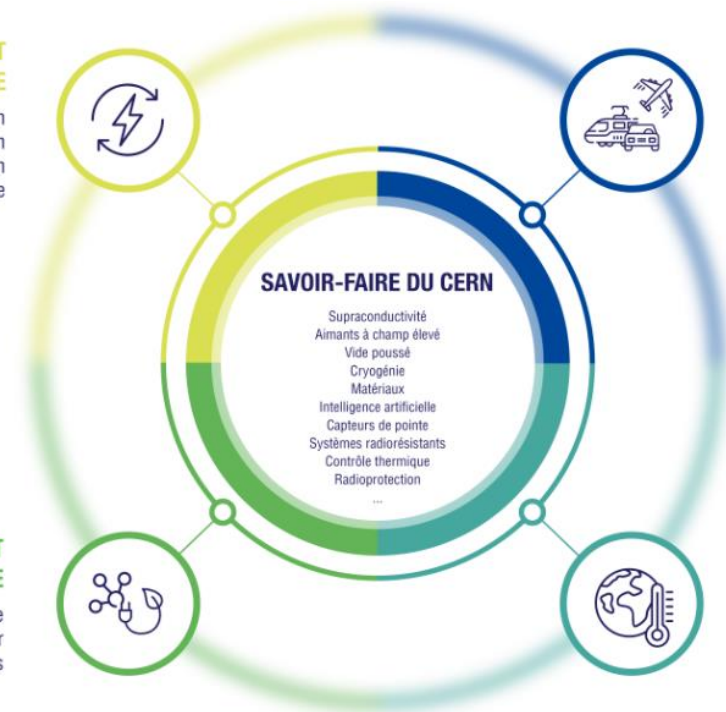 SAVOIR-FAIRE DU CERN
Supraconductivité
Aimants à champ élevé
Vide poussé
Cryogénie
Matériaux
Intelligence artificielle
Capteurs de pointe
Systèmes radiorésistants
Contrôle thermique
Radioprotection
...